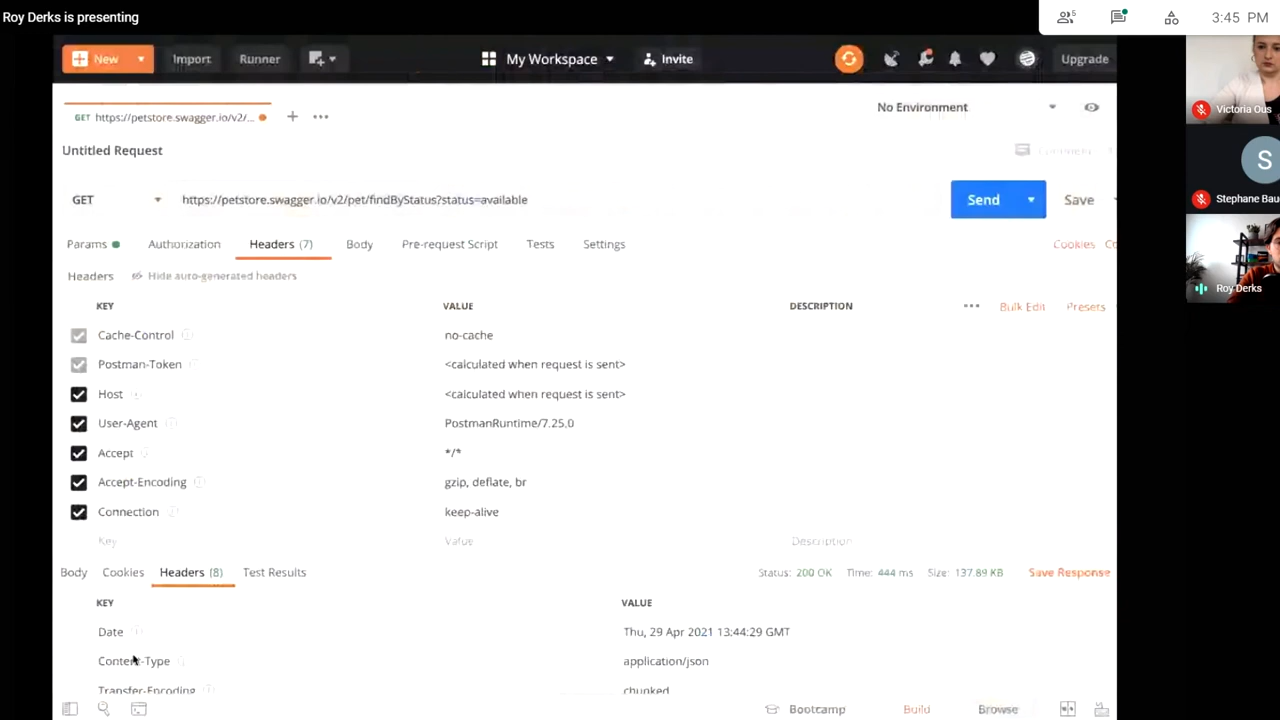 Roy Derks is presenting
5
3:45 PM
New
Import
Runner
My Workspace
Invite
Upgrade
GET https://petstore.swagger.io/v2/...
No Environment
Untitled Request
GET
https://petstore.swagger.io/v2/pet/findByStatus?status=available
Send
Save
Params
Authorization
Headers (7)
Body
Pre-request Script
Tests
Settings
Cookies
Headers
Hide auto-generated headers
KEY
VALUE
DESCRIPTION
Bulk Edit
Presets
Cache-Control
no-cache
Postman-Token
<calculated when request is sent>
Host
<calculated when request is sent>
User-Agent
PostmanRuntime/7.25.0
Accept
*/*
Accept-Encoding
gzip, deflate, br
Connection
keep-alive
Key
Value
Description
Body
Cookies
Headers (8)
Test Results
Status: 200 OK
Time: 444 ms
Size: 137.89 KB
Save Response
KEY
VALUE
Date
Thu, 29 Apr 2021 13:44:29 GMT
Content-Type
application/json
Transfer-Encoding
chunked
Bootcamp
Build
Browse
Victoria Ous
S
Stephane Bau
Roy Derks